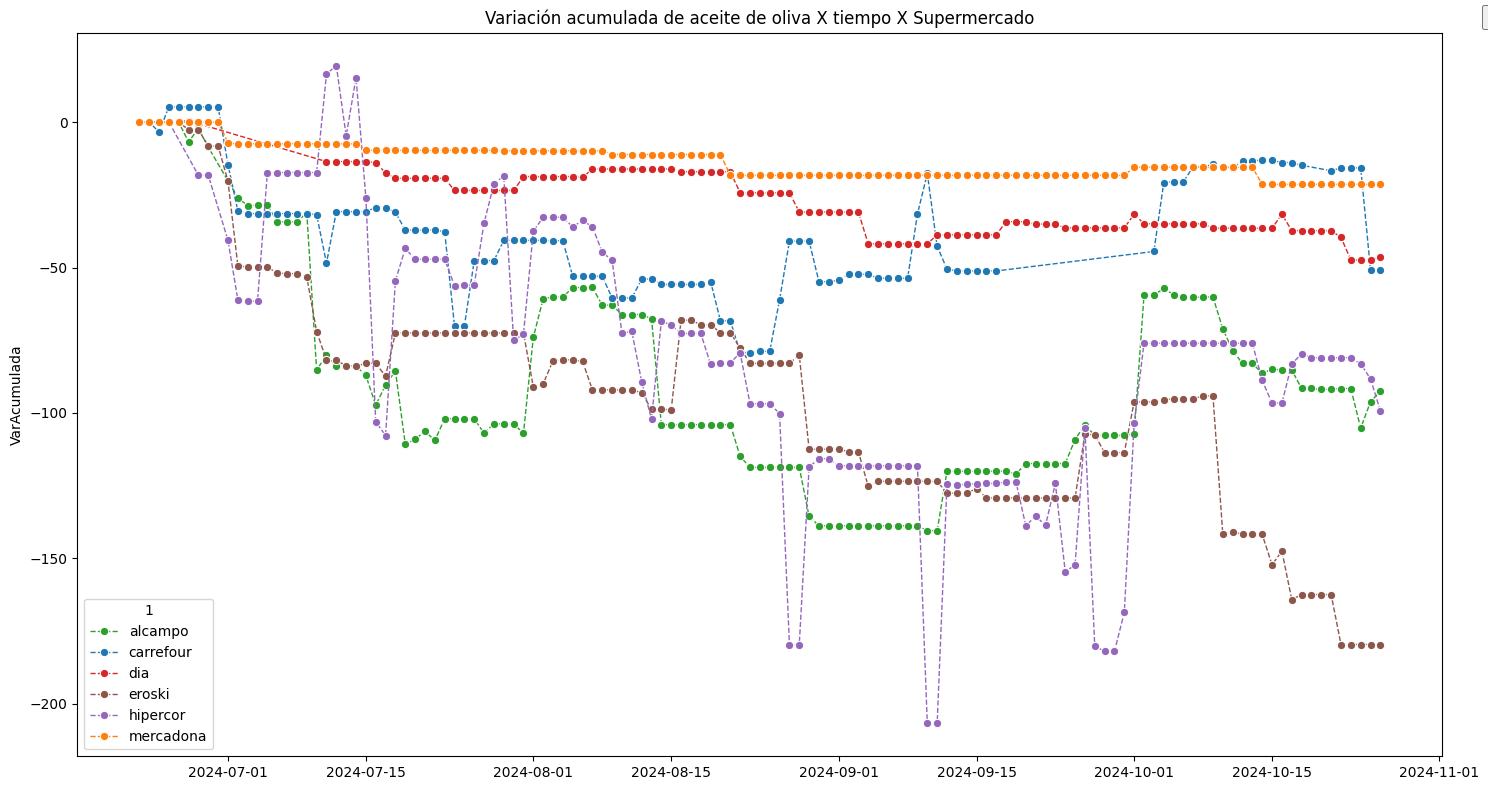 Variación acumulada de aceite de oliva X tiempo X Supermercado
VarAcumulada
0
−50
−100
−150
−200
1
alcampo
carrefour
dia
eroski
hipercor
mercadona
2024-07-01
2024-07-15
2024-08-01
2024-08-15
2024-09-01
2024-09-15
2024-10-01
2024-10-15
2024-11-01